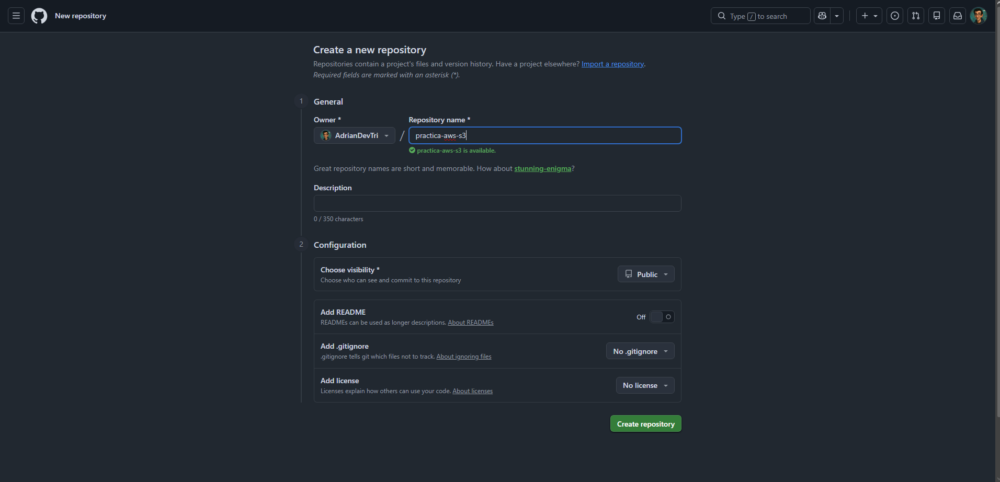 New repository
Type / to search
Create a new repository
Repositories contain a project's files and version history. Have a project elsewhere? Import a repository.
Required fields are marked with an asterisk (*).
1 General
Owner * Repository name *
AdrianDevTri / practica-aws-s3
practica-aws-s3 is available.
Great repository names are short and memorable. How about stunning-enigma?
Description
0 / 350 characters
2 Configuration
Choose visibility *
Choose who can see and commit to this repository
Public
Add README
READMEs can be used as longer descriptions. About READMEs
Off
Add .gitignore
.gitignore tells git which files not to track. About ignoring files
No .gitignore
Add license
Licenses explain how others can use your code. About licenses
No license
Create repository